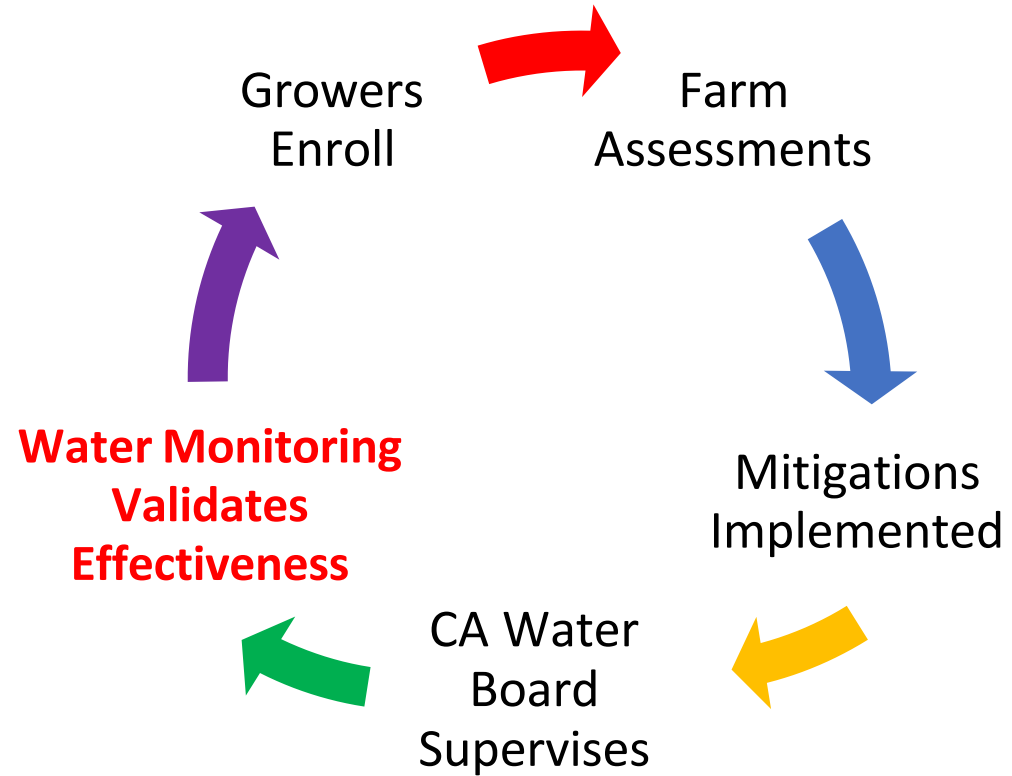 Growers
Enroll
Farm
Assessments
Mitigations
Implemented
CA Water
Board
Supervises
Water Monitoring
Validates
Effectiveness